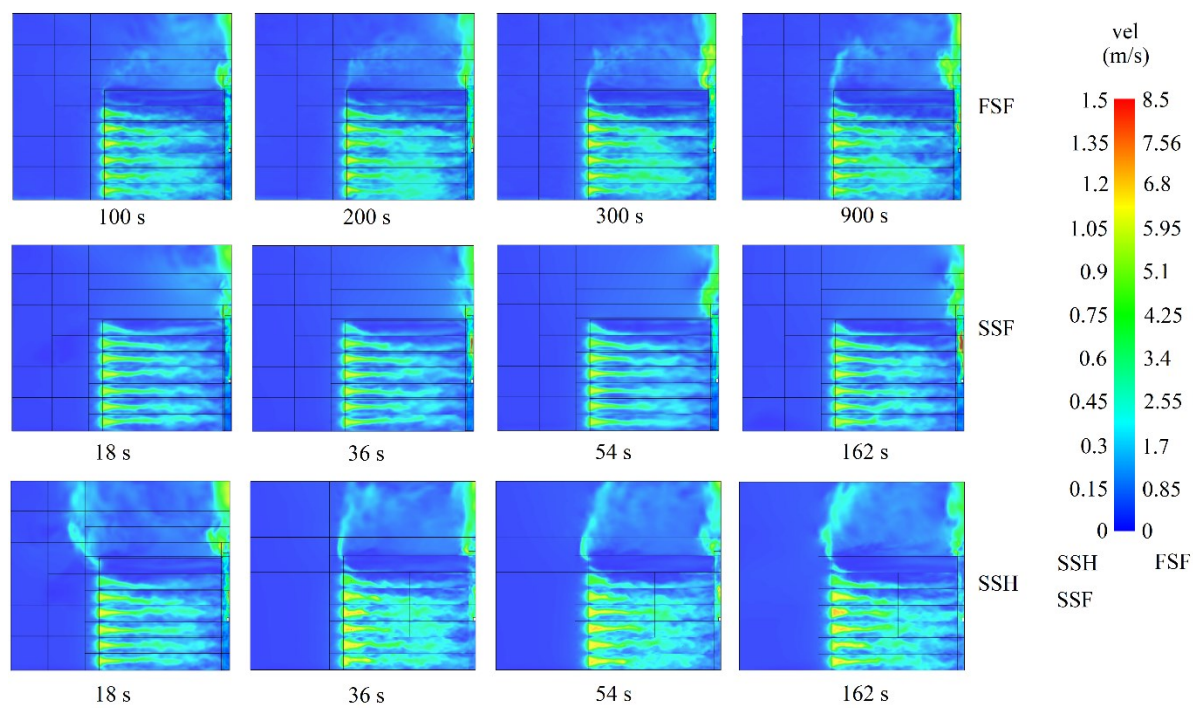 vel
(m/s)
1.5 8.5
1.35 7.56
1.2 6.8
1.05 5.95
0.9 5.1
0.75 4.25
0.6 3.4
0.45 2.55
0.3 1.7
0.15 0.85
0 0
SSH FSF
SSF
FSF
100 s 200 s 300 s 900 s
SSF
18 s 36 s 54 s 162 s
SSH
18 s 36 s 54 s 162 s